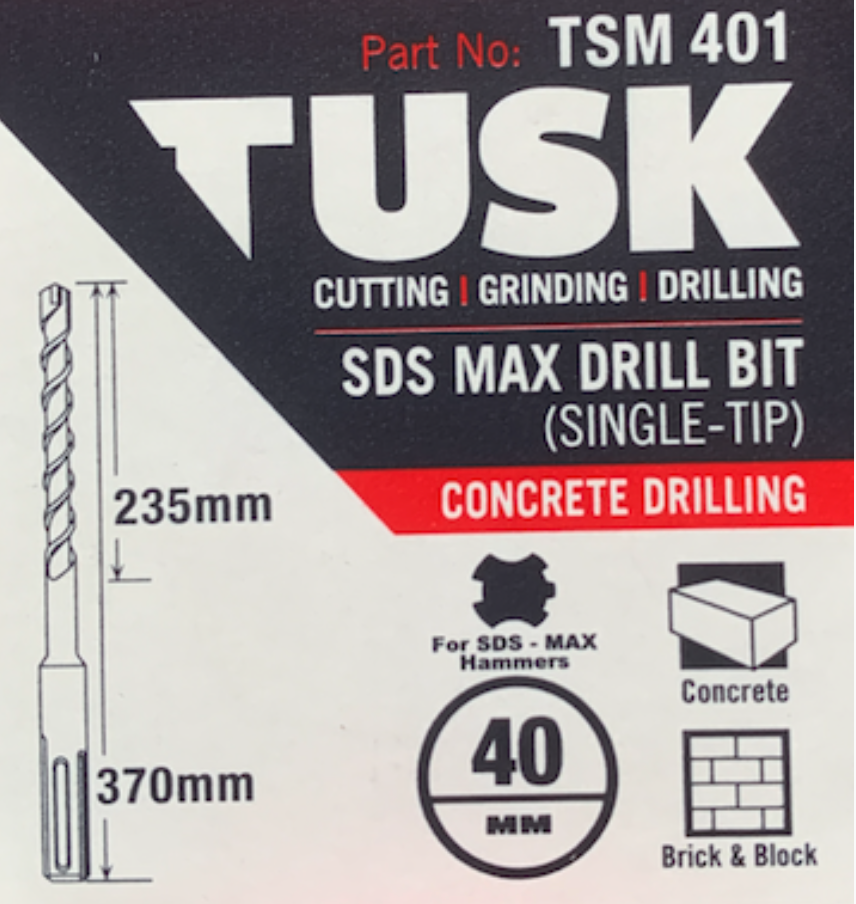 Part No: TSM 401
TUSK
CUTTING | GRINDING | DRILLING
SDS MAX DRILL BIT
(SINGLE-TIP)
CONCRETE DRILLING
235mm
370mm
For SDS - MAX
Hammers
40
MM
Concrete
Brick & Block